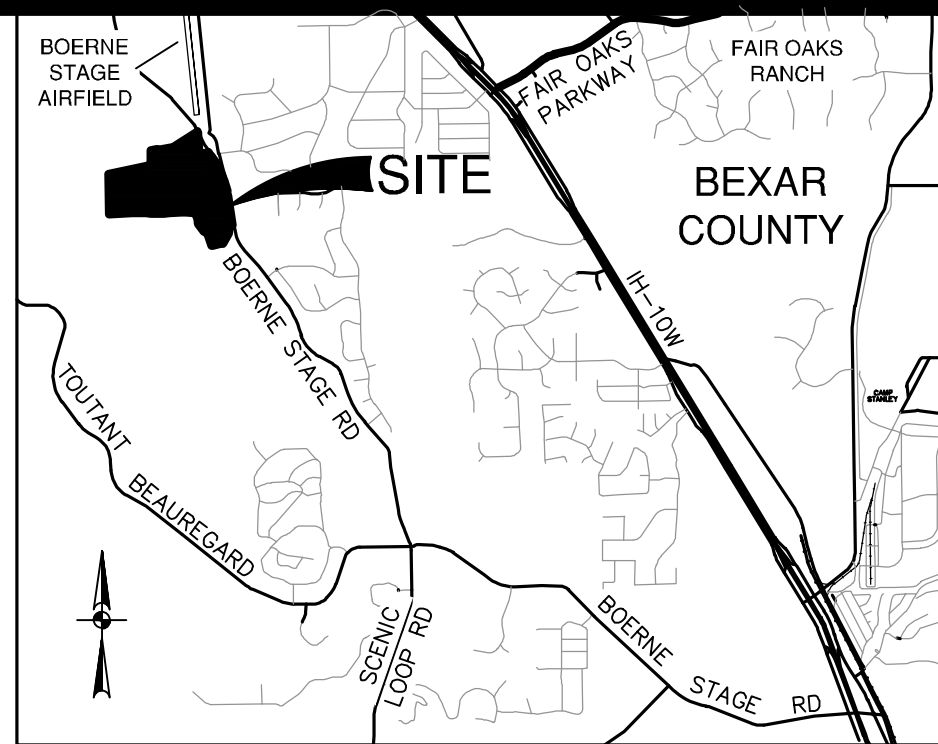 BOERNE
STAGE
AIRFIELD
FAIR OAKS
PARKWAY
FAIR OAKS
RANCH
SITE
BEXAR
COUNTY
BOERNE STAGE RD
IH-10W
TOUTANT
BEAUREGARD
CAMP
STANLEY
SCENIC
LOOP RD
BOERNE STAGE RD